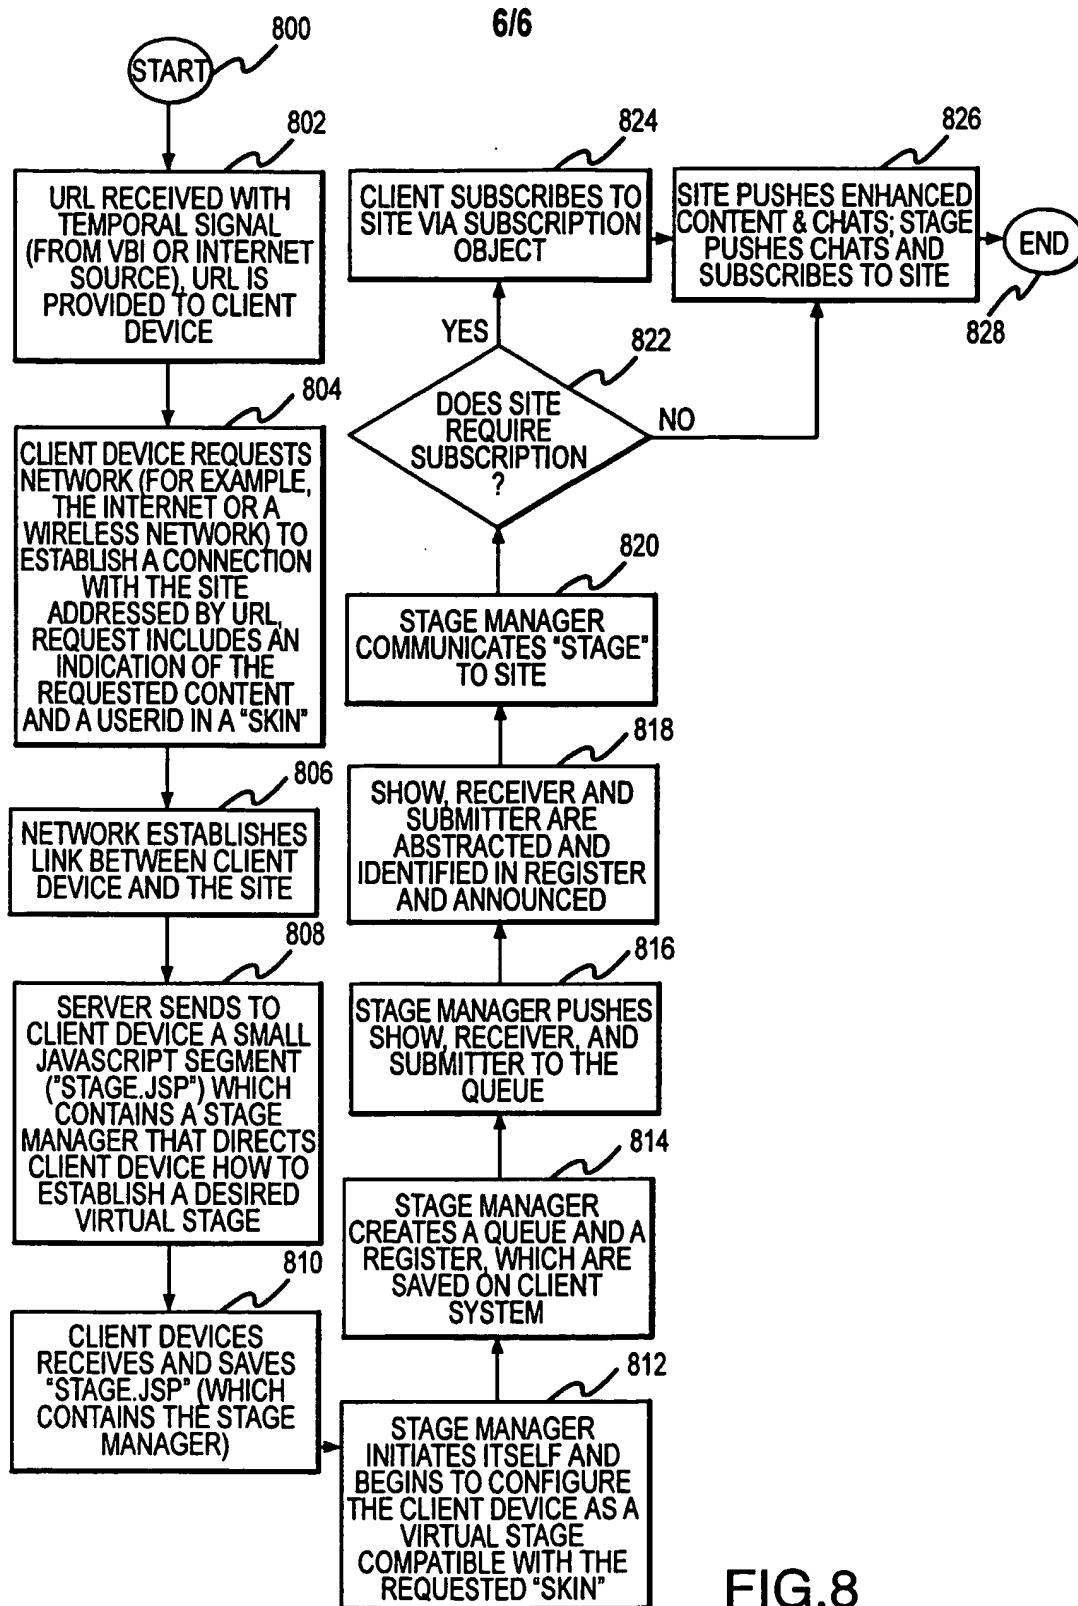 6/6
START
800
802
URL RECEIVED WITH
TEMPORAL SIGNAL
(FROM VBI OR INTERNET
SOURCE), URL IS
PROVIDED TO CLIENT
DEVICE
804
CLIENT DEVICE REQUESTS
NETWORK (FOR EXAMPLE,
THE INTERNET OR A
WIRELESS NETWORK) TO
ESTABLISH A CONNECTION
WITH THE SITE
ADDRESSED BY URL,
REQUEST INCLUDES AN
INDICATION OF THE
REQUESTED CONTENT
AND A USERID IN A "SKIN"
806
NETWORK ESTABLISHES
LINK BETWEEN CLIENT
DEVICE AND THE SITE
808
SERVER SENDS TO
CLIENT DEVICE A SMALL
JAVASCRIPT SEGMENT
("STAGE.JSP") WHICH
CONTAINS A STAGE
MANAGER THAT DIRECTS
CLIENT DEVICE HOW TO
ESTABLISH A DESIRED
VIRTUAL STAGE
810
CLIENT DEVICES
RECEIVES AND SAVES
"STAGE.JSP" (WHICH
CONTAINS THE STAGE
MANAGER)
812
STAGE MANAGER
INITIATES ITSELF AND
BEGINS TO CONFIGURE
THE CLIENT DEVICE AS A
VIRTUAL STAGE
COMPATIBLE WITH THE
REQUESTED "SKIN"
814
STAGE MANAGER
CREATES A QUEUE AND A
REGISTER, WHICH ARE
SAVED ON CLIENT
SYSTEM
816
STAGE MANAGER PUSHES
SHOW, RECEIVER, AND
SUBMITTER TO THE
QUEUE
818
SHOW, RECEIVER AND
SUBMITTER ARE
ABSTRACTED AND
IDENTIFIED IN REGISTER
AND ANNOUNCED
820
STAGE MANAGER
COMMUNICATES "STAGE"
TO SITE
822
DOES SITE
REQUIRE
SUBSCRIPTION
?
YES
NO
824
CLIENT SUBSCRIBES TO
SITE VIA SUBSCRIPTION
OBJECT
826
SITE PUSHES ENHANCED
CONTENT & CHATS; STAGE
PUSHES CHATS AND
SUBSCRIBES TO SITE
END
828
FIG.8